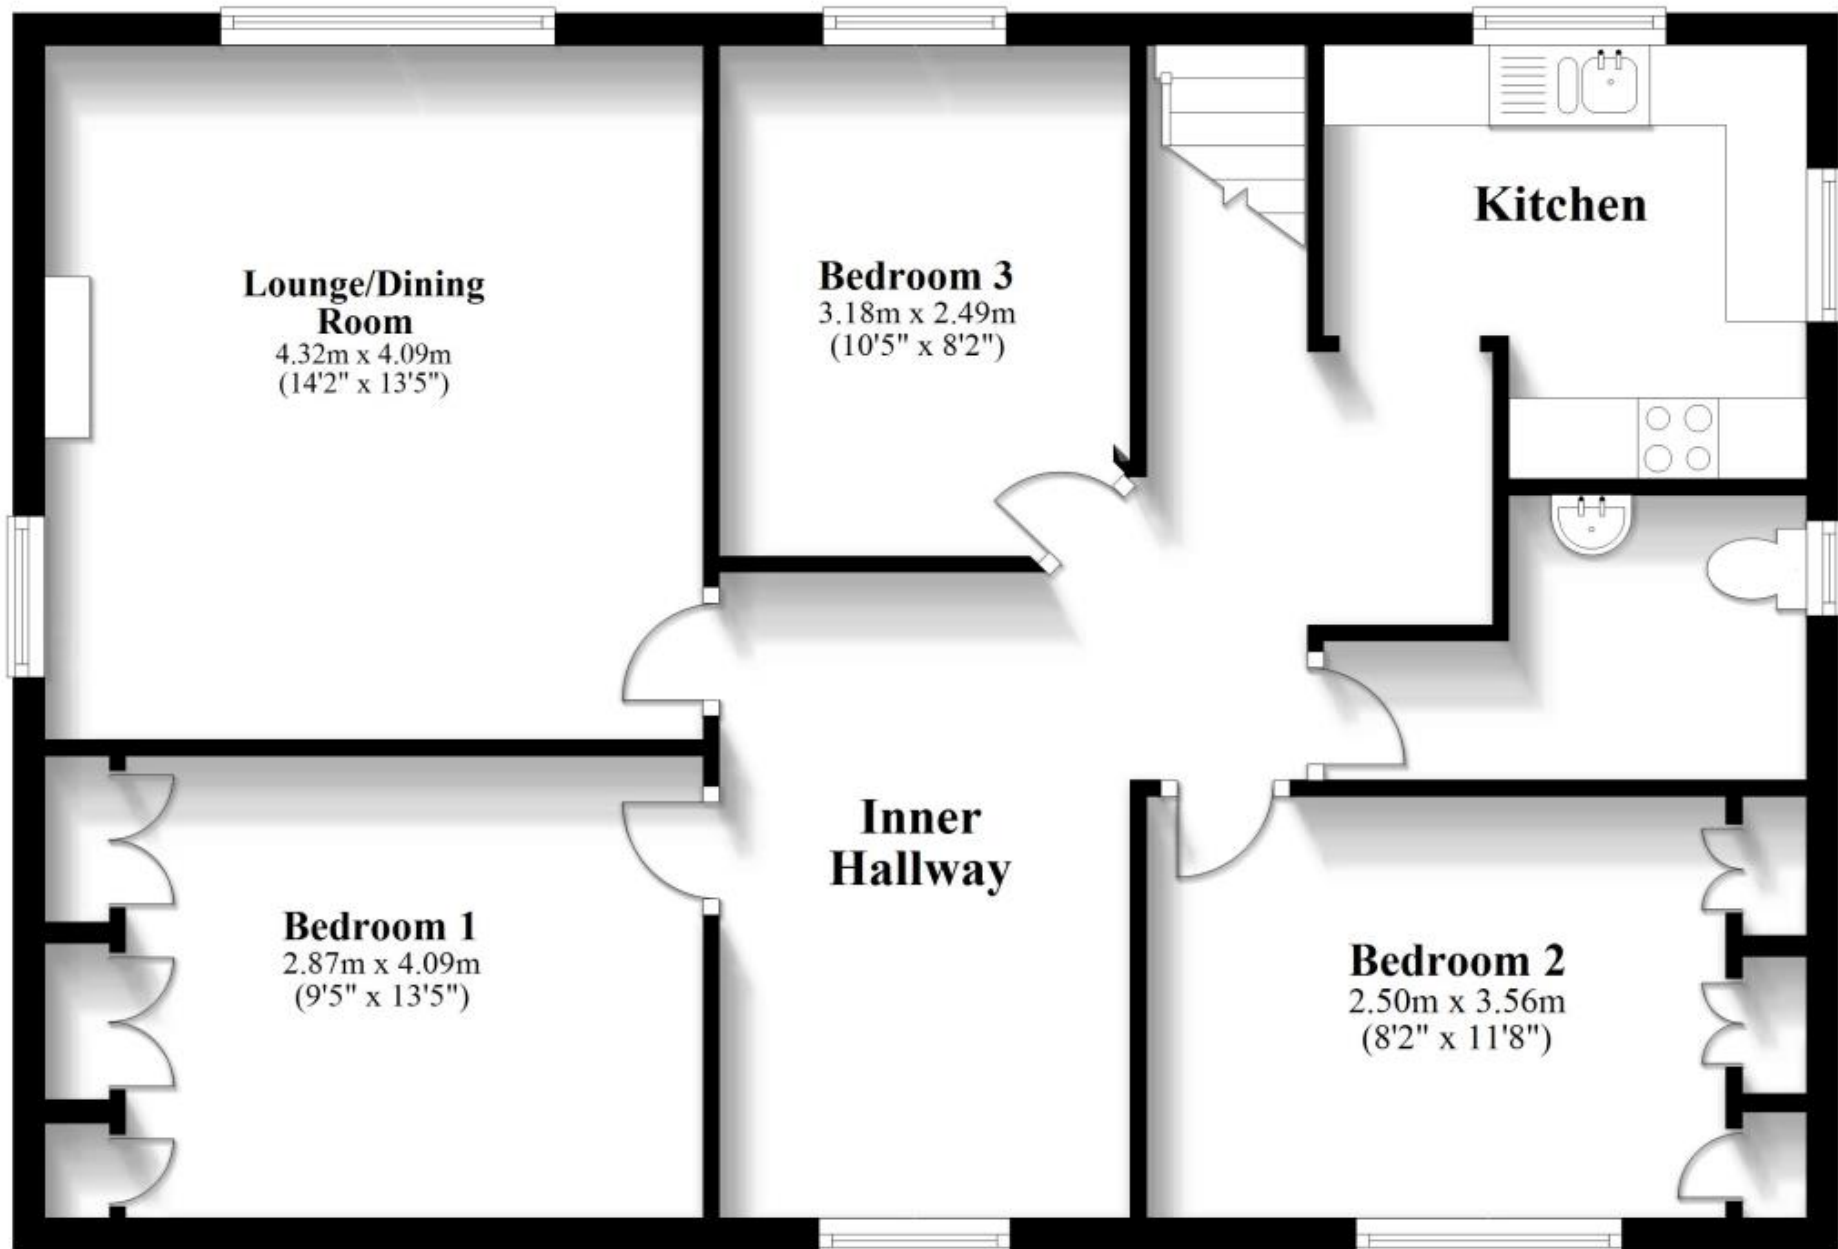 Lounge/Dining
Room
4.32m x 4.09m
(14'2" x 13'5")
Bedroom 3
3.18m x 2.49m
(10'5" x 8'2")
Kitchen
Inner
Hallway
Bedroom 1
2.87m x 4.09m
(9'5" x 13'5")
Bedroom 2
2.50m x 3.56m
(8'2" x 11'8")